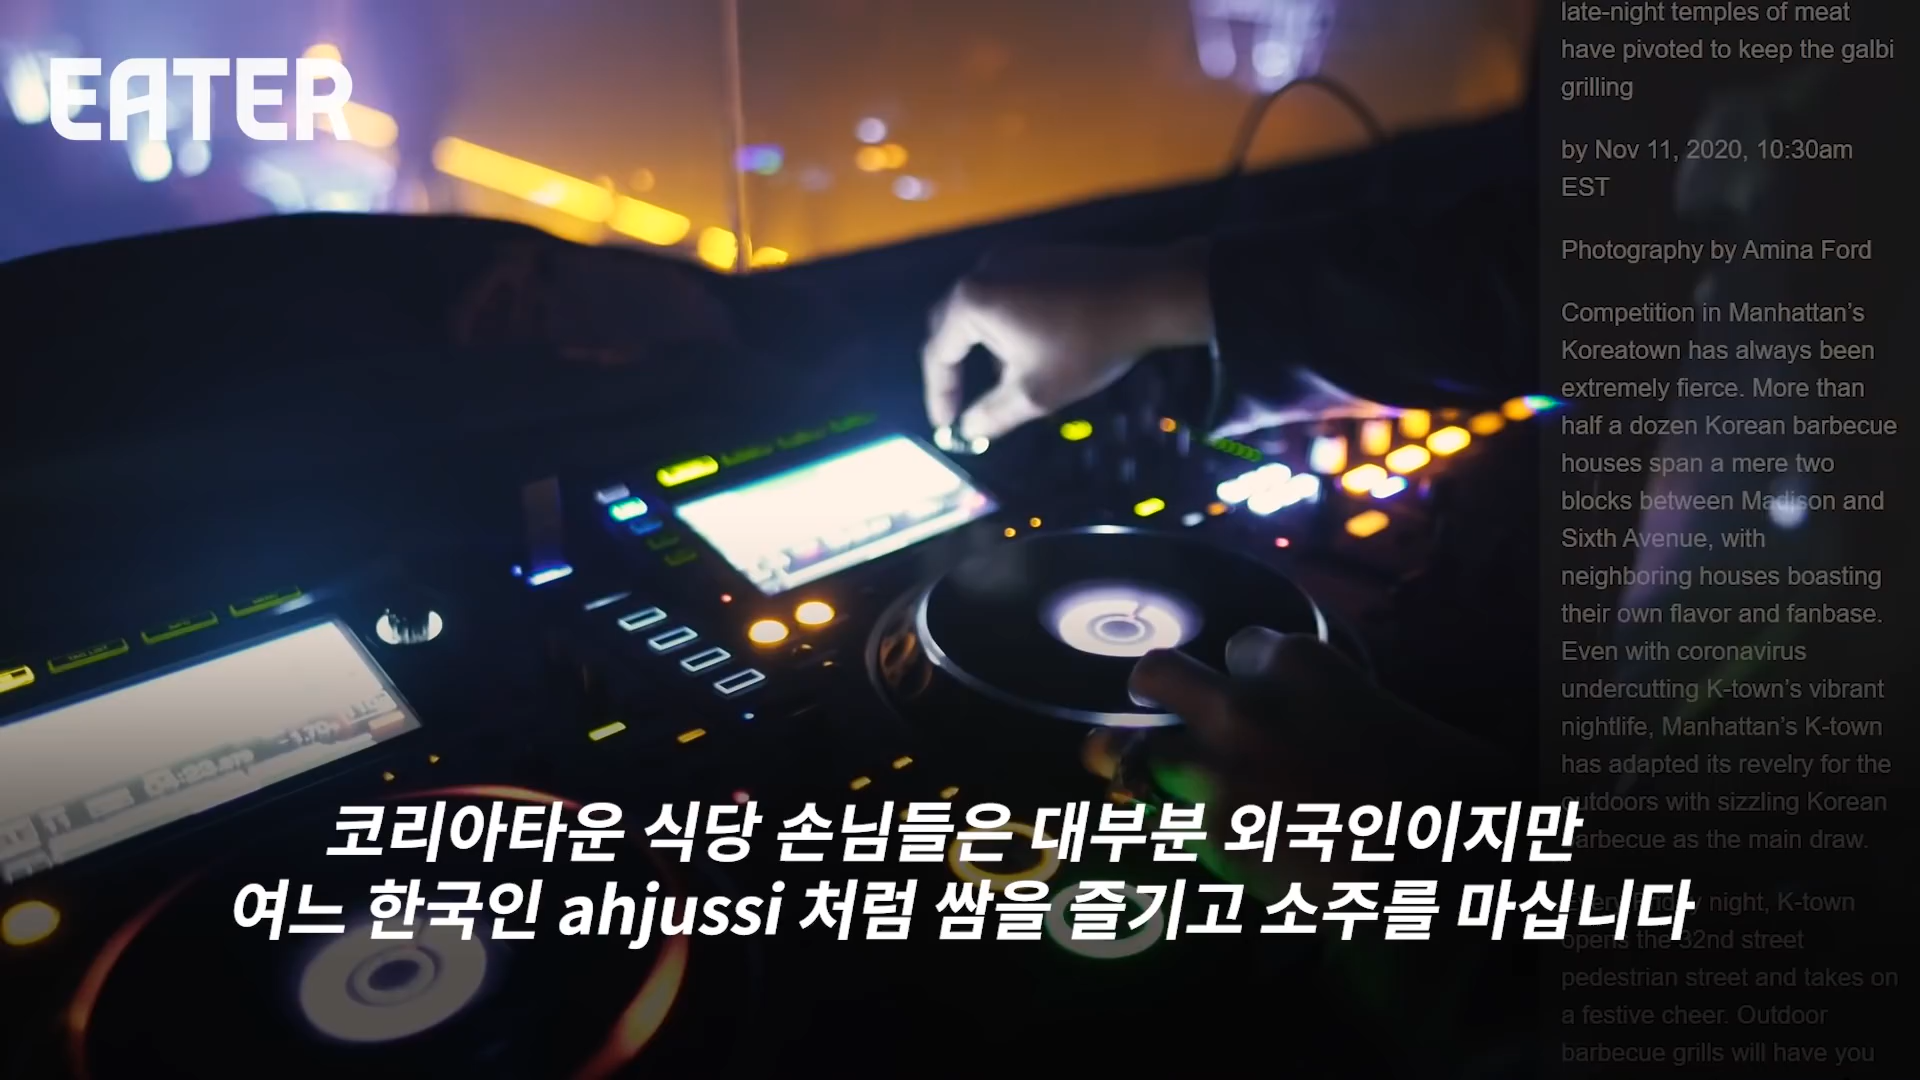 EATER
late-night temples of meat
have pivoted to keep the galbi
grilling
by Nov 11, 2020, 10:30am
EST
Photography by Amina Ford
Competition in Manhattan’s
Koreatown has always been
extremely fierce. More than
half a dozen Korean barbecue
houses span a mere two
blocks between Madison and
Sixth Avenue, with
neighboring houses boasting
their own flavor and fanbase.
Even with coronavirus
undercutting K-town’s vibrant
nightlife, Manhattan’s K-town
has adapted its revelry for the
outdoors with sizzling Korean
barbecue as the main draw.
Every Friday night, K-town
opens the 32nd street
pedestrian street and takes on
a festive cheer. Outdoor
barbecue grills will have you
코리아타운 식당 손님들은 대부분 외국인이지만
여느 한국인 ahjussi 처럼 쌈을 즐기고 소주를 마십니다